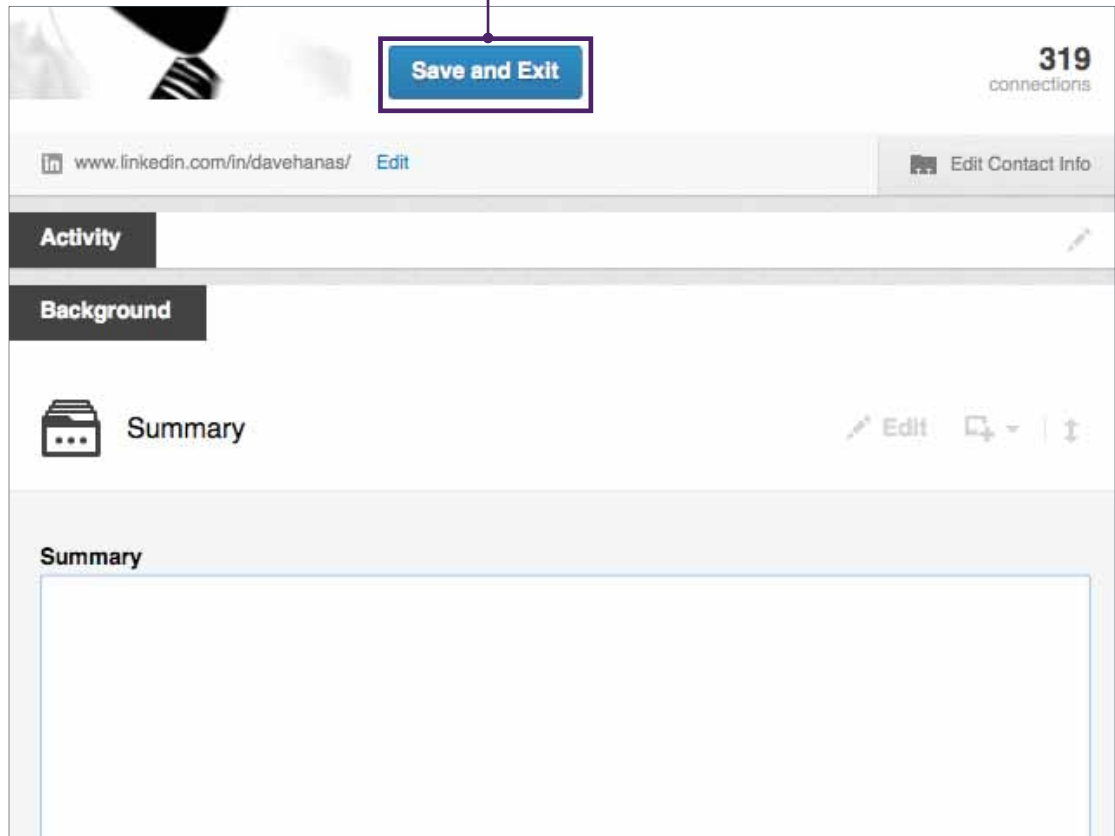 Save and Exit
319
connections
in www.linkedin.com/in/davehanas/ Edit
Edit Contact Info
Activity
Background
Summary
Edit
Summary